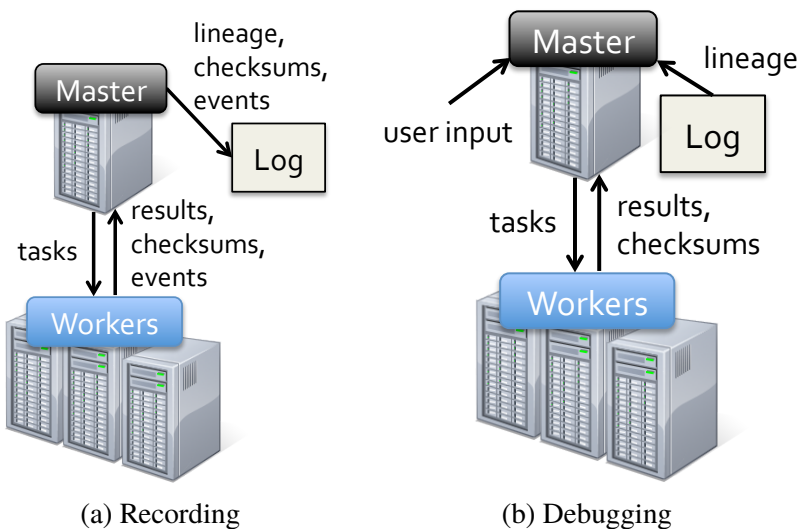 lineage,
checksums,
events
Master
Log
results,
checksums,
events
tasks
Workers
(a) Recording
Master
lineage
user input
Log
tasks
results,
checksums
Workers
(b) Debugging